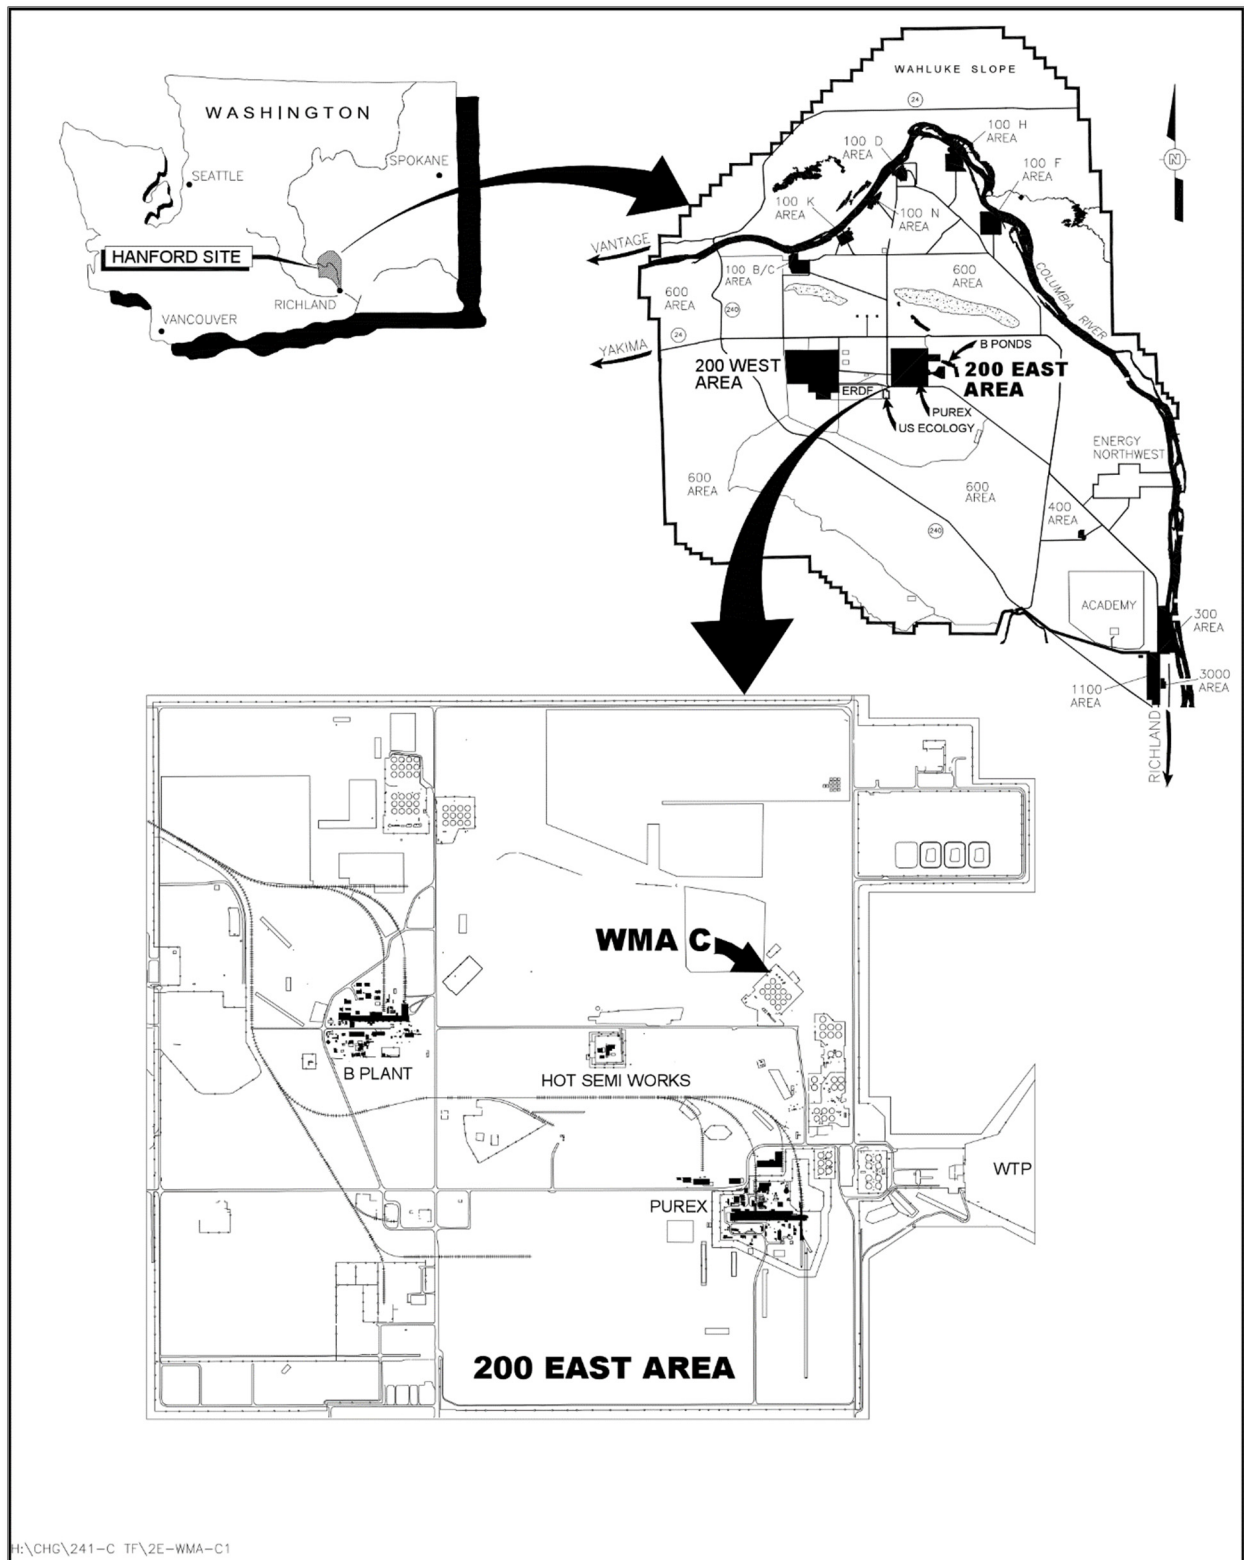 WASHINGTON
SEATTLE
SPOKANE
HANFORD SITE
RICHLAND
VANCOUVER
WAHLUKE SLOPE
24
100 H
AREA
100 D
AREA
100 F
AREA
100 K
AREA
100 N
AREA
N
VANTAGE
100 B/C
AREA
600
AREA
600
AREA
COLUMBIA
RIVER
240
24
YAKIMA
B PONDS
200 WEST
AREA
200 EAST
AREA
ERDF
PUREX
US ECOLOGY
ENERGY
NORTHWEST
600
AREA
600
AREA
400
AREA
240
ACADEMY
300
AREA
3000
AREA
1100
AREA
RICHLAND
WMA C
B PLANT
HOT SEMI WORKS
WTP
PUREX
200 EAST AREA
H:\CHG\241-C TF\2E-WMA-C1